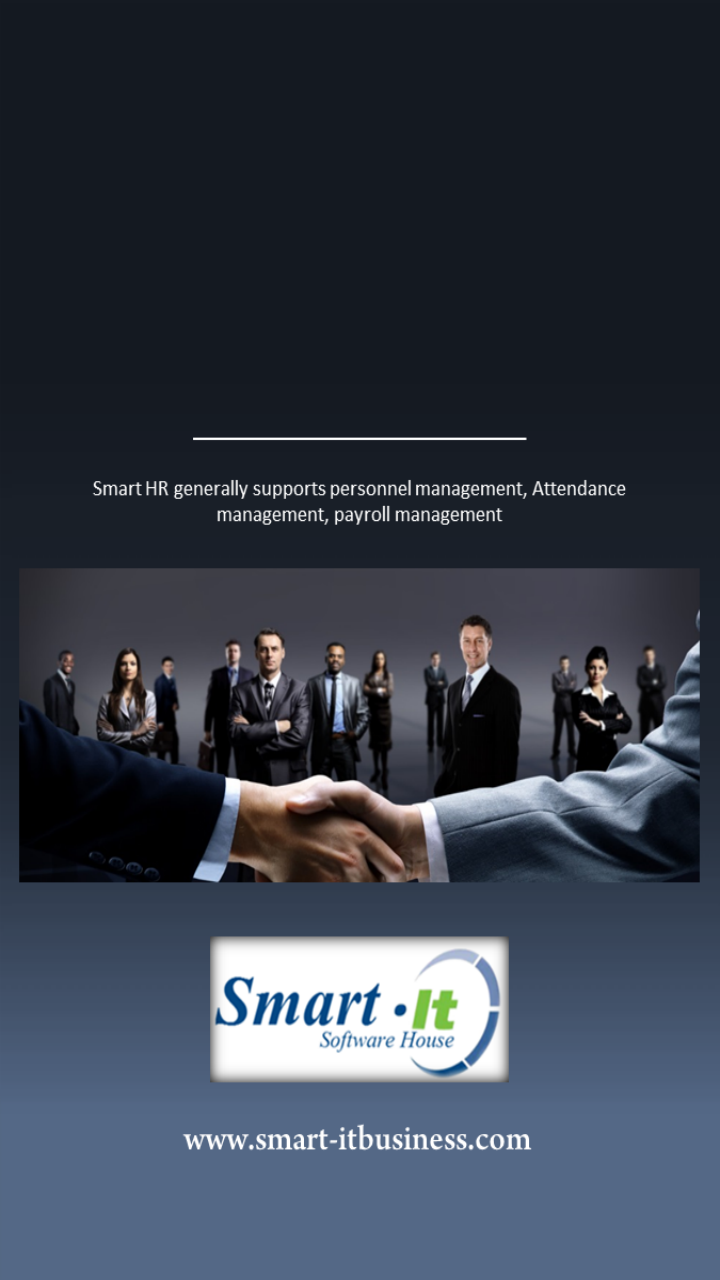 Smart HR generally supports personnel management, Attendance
management, payroll management
Smart · It
Software House
www.smart-itbusiness.com